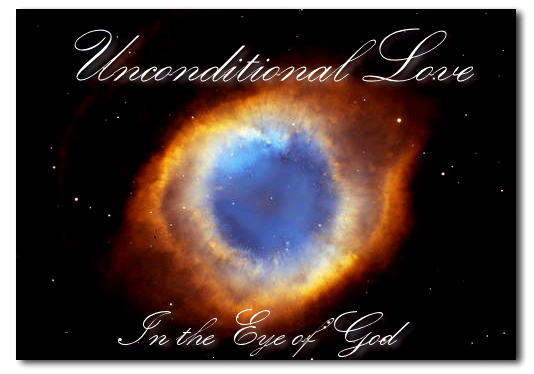 Unconditional Love
In the Eye of God